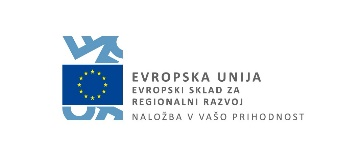 EVROPSKA UNIJA
EVROPSKI SKLAD ZA
REGIONALNI RAZVOJ
NALOŽBA V VAŠO PRIHODNOST